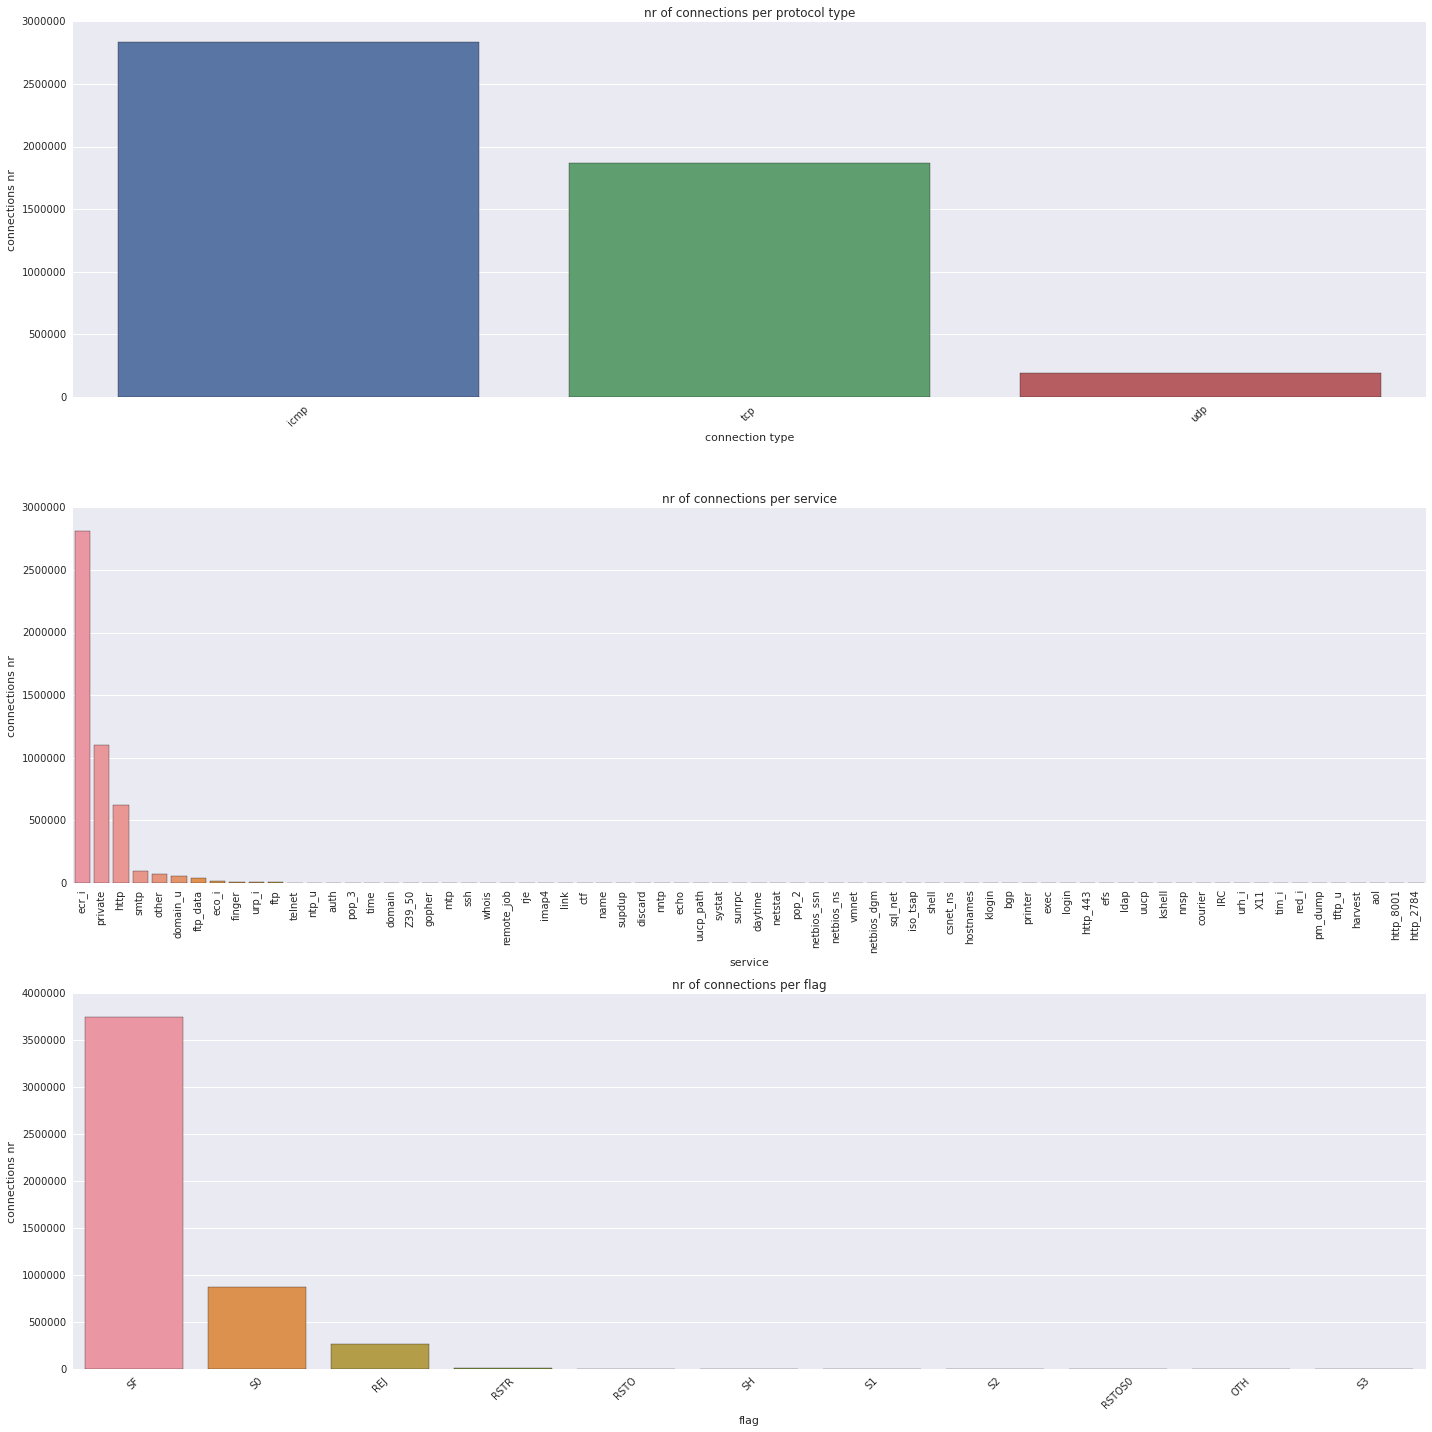 nr of connections per protocol type
3000000
2500000
2000000
1500000
1000000
500000
0
connections nr
icmp
tcp
udp
connection type
nr of connections per service
3000000
2500000
2000000
1500000
1000000
500000
0
connections nr
ecr_i
private
http
smtp
other
domain_u
ftp_data
eco_i
finger
urp_i
ftp
telnet
ntp_u
auth
pop_3
time
domain
Z39_50
gopher
mtp
ssh
whois
remote_job
rje
imap4
link
ctf
name
supdup
discard
nntp
echo
uucp_path
systat
sunrpc
daytime
netstat
pop_2
netbios_ssn
netbios_ns
vmnet
netbios_dgm
sql_net
iso_tsap
shell
csnet_ns
hostnames
klogin
bgp
printer
exec
login
http_443
efs
ldap
uucp
kshell
nnsp
courier
IRC
urh_i
X11
tim_i
red_i
pm_dump
tftp_u
harvest
aol
http_8001
http_2784
service
nr of connections per flag
4000000
3500000
3000000
2500000
2000000
1500000
1000000
500000
0
connections nr
SF
S0
REJ
RSTR
RSTO
SH
S1
S2
RSTOS0
OTH
S3
flag